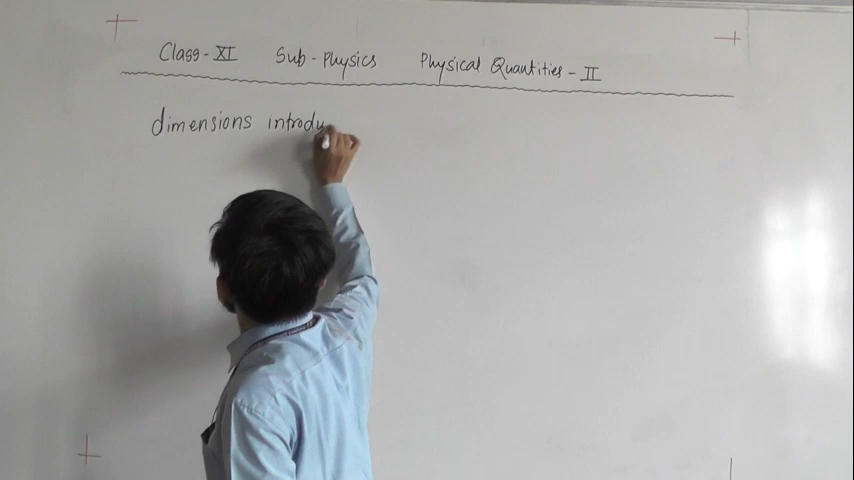 Class - XI Sub - Physics Physical Quantities - II
dimensions introdu